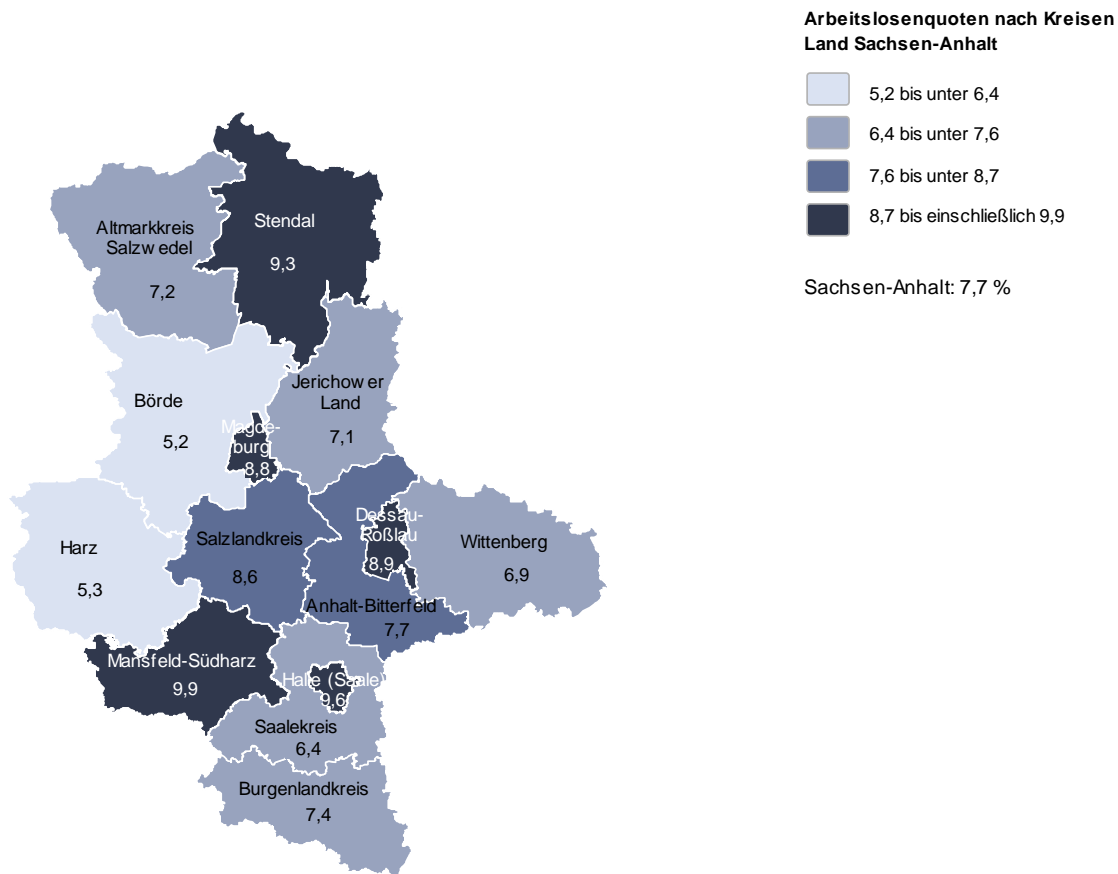 Arbeitslosenquoten nach Kreisen
Land Sachsen-Anhalt
5,2 bis unter 6,4
6,4 bis unter 7,6
7,6 bis unter 8,7
8,7 bis einschließlich 9,9
Sachsen-Anhalt: 7,7 %
Stendal
9,3
Altmarkkreis
Salzwedel
7,2
Jerichower
Land
7,1
Börde
5,2
Magde-
burg
8,8
Dessau-
Roßlau
8,9
Salzlandkreis
8,6
Wittenberg
6,9
Harz
5,3
Anhalt-Bitterfeld
7,7
Mansfeld-Südharz
9,9
Halle (Saale)
9,6
Saalekreis
6,4
Burgenlandkreis
7,4